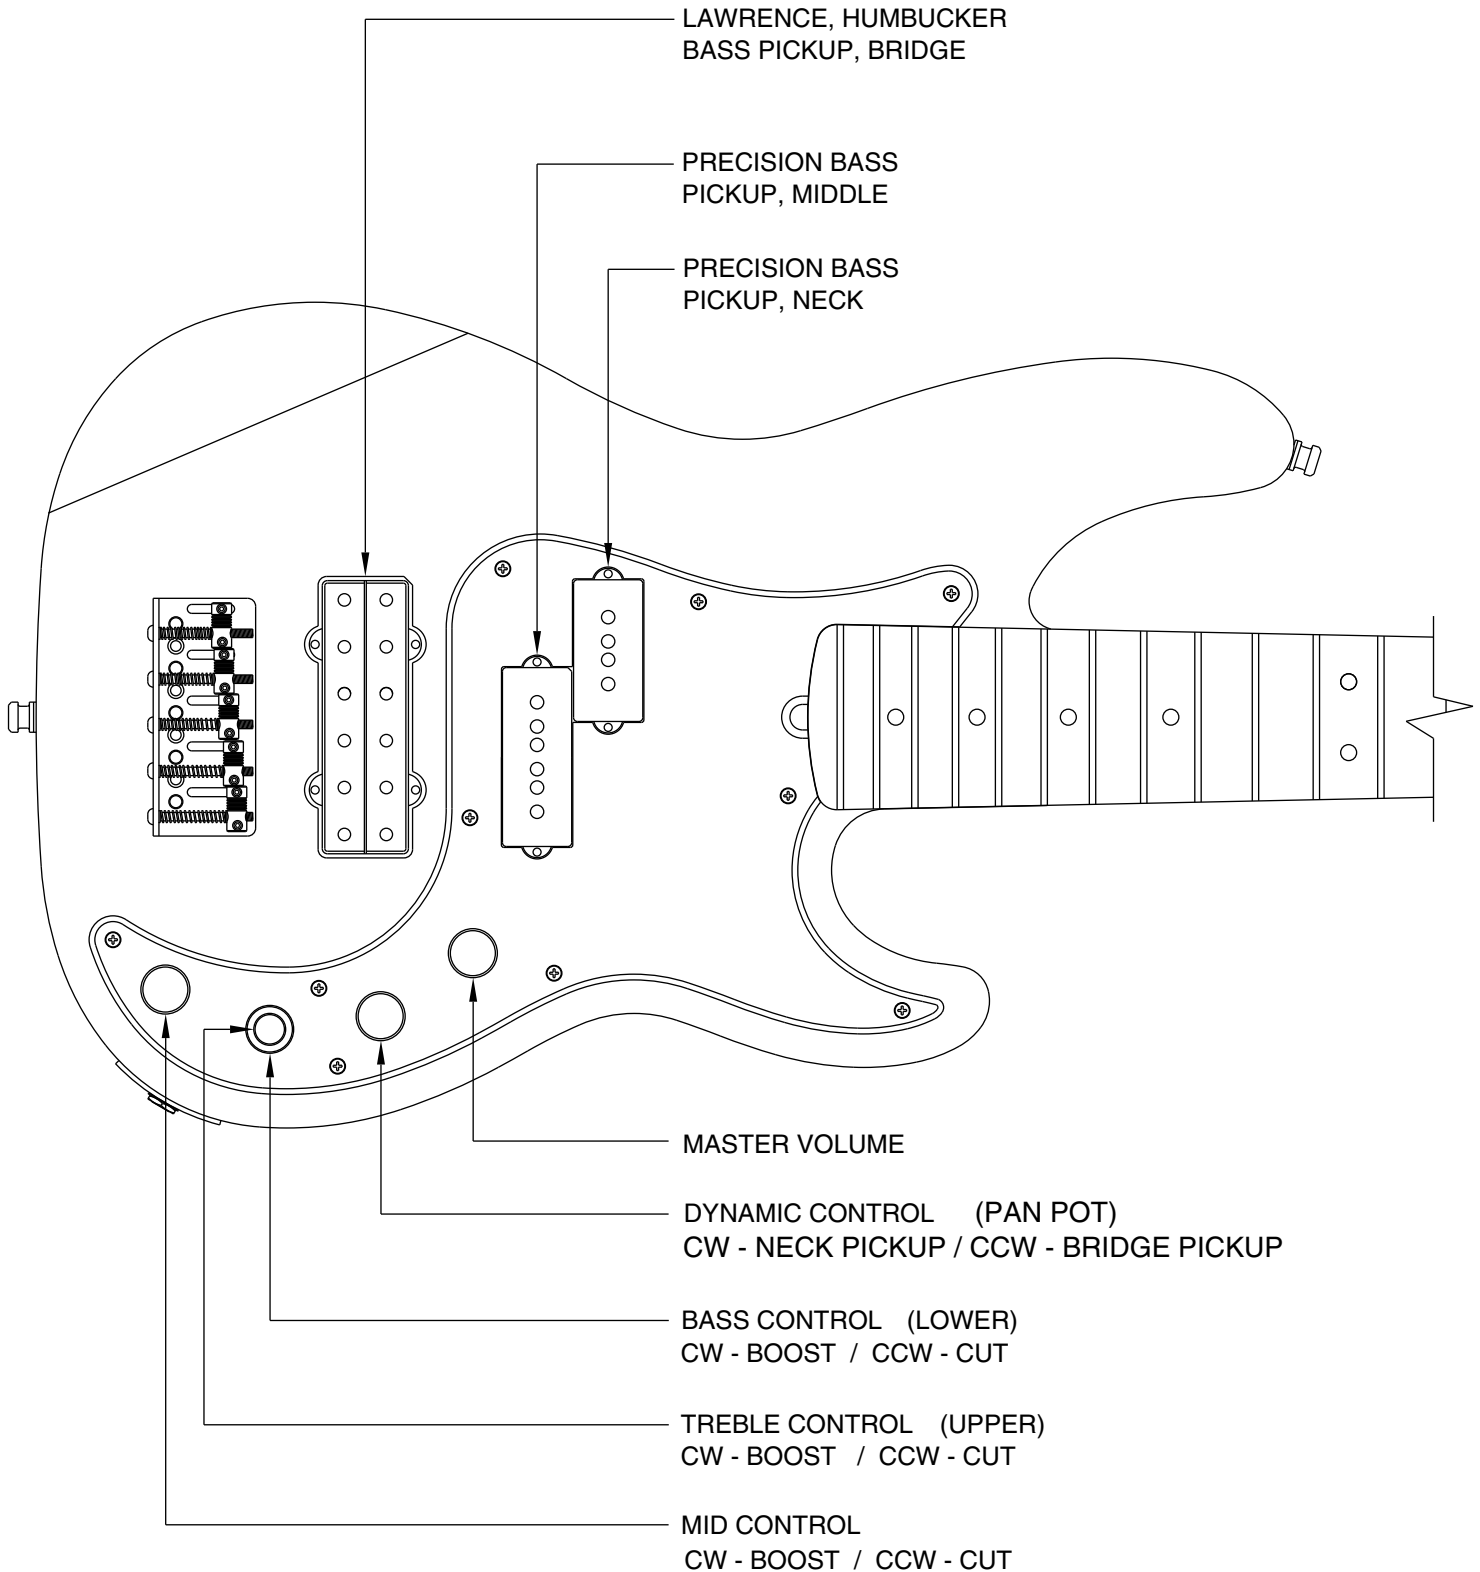 LAWRENCE, HUMBUCKER
BASS PICKUP, BRIDGE
PRECISION BASS
PICKUP, MIDDLE
PRECISION BASS
PICKUP, NECK
MASTER VOLUME
DYNAMIC CONTROL (PAN POT)
CW - NECK PICKUP / CCW - BRIDGE PICKUP
BASS CONTROL (LOWER)
CW - BOOST / CCW - CUT
TREBLE CONTROL (UPPER)
CW - BOOST / CCW - CUT
MID CONTROL
CW - BOOST / CCW - CUT